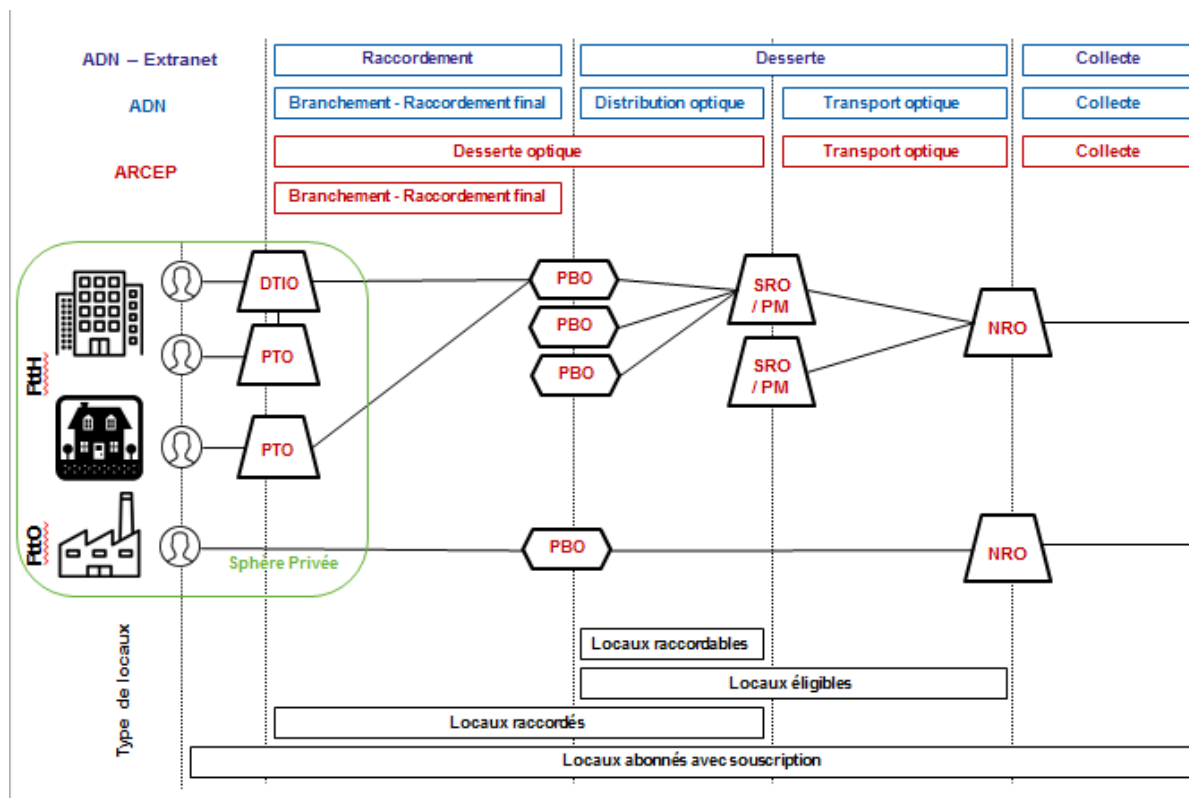 ADN – Extranet
Raccordement
Desserte
Collecte
ADN
Branchement - Raccordement final
Distribution optique
Transport optique
Collecte
ARCEP
Desserte optique
Transport optique
Collecte
Branchement - Raccordement final
FttH
DTIO
PBO
SRO
/ PM
NRO
PTO
PBO
PBO
SRO
/ PM
PTO
FttO
PBO
NRO
Sphère Privée
Type de locaux
Locaux raccordables
Locaux éligibles
Locaux raccordés
Locaux abonnés avec souscription